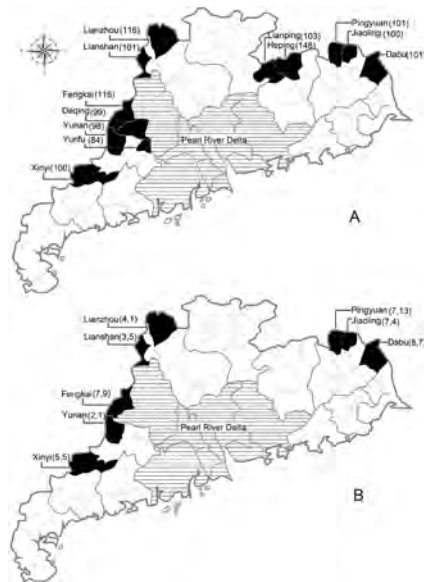 Lianzhou(116)
Lianshan(101)
Lianping(103)
Heping(148)
Pingyuan(101)
Jiaoling(100)
Dabu(101)
Fengkai(116)
Deqing(99)
Yunan(98)
Yunfu(84)
Pearl River Delta
Xinyi(100)
A
Lianzhou(4,1)
Lianshan(3,5)
Pingyuan(7,13)
Jiaoling(7,4)
Dabu(8,7)
Fengkai(7,9)
Yunan(2,1)
Pearl River Delta
Xinyi(5,5)
B